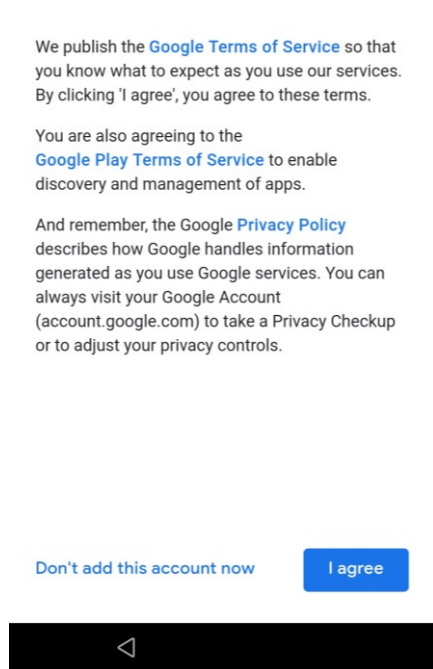 We publish the Google Terms of Service so that
you know what to expect as you use our services.
By clicking 'I agree', you agree to these terms.
You are also agreeing to the
Google Play Terms of Service to enable
discovery and management of apps.
And remember, the Google Privacy Policy
describes how Google handles information
generated as you use Google services. You can
always visit your Google Account
(account.google.com) to take a Privacy Checkup
or to adjust your privacy controls.
Don't add this account now
I agree